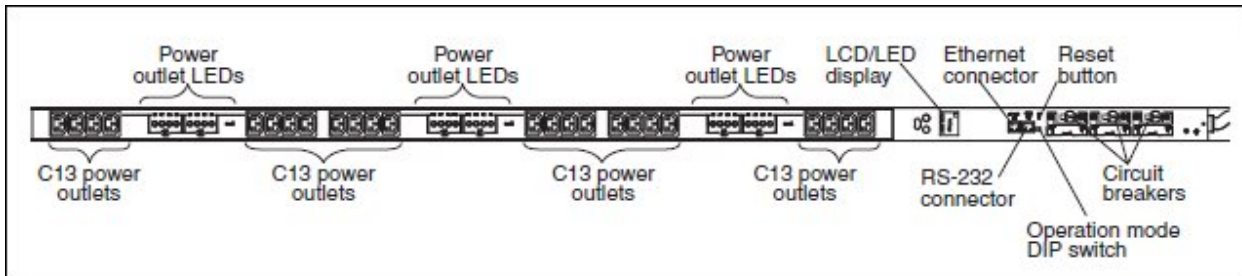 Power
outlet LEDs
Power
outlet LEDs
Power
outlet LEDs
LCD/LED
display
Ethernet
connector
Reset
button
C13 power
outlets
C13 power
outlets
C13 power
outlets
C13 power
outlets
RS-232
connector
Circuit
breakers
Operation mode
DIP switch